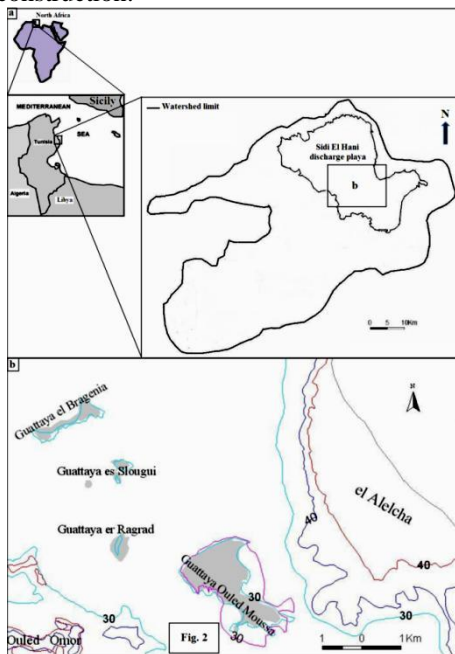 construction.
a
North Africa
MEDITERRANEAN
Sicily
SEA
Tunisia
Algeria
Libya
Watershed limit
N
Sidi El Hani
discharge playa
b
0 5 10Km
b
Guattaya el Bragenia
Guattaya es Slougui
Guattaya er Ragrad
Guattaya Ouled Moussa
el Alelcha
40
40
30
30
30
30
Ouled Omor
Fig. 2
1 0 1Km